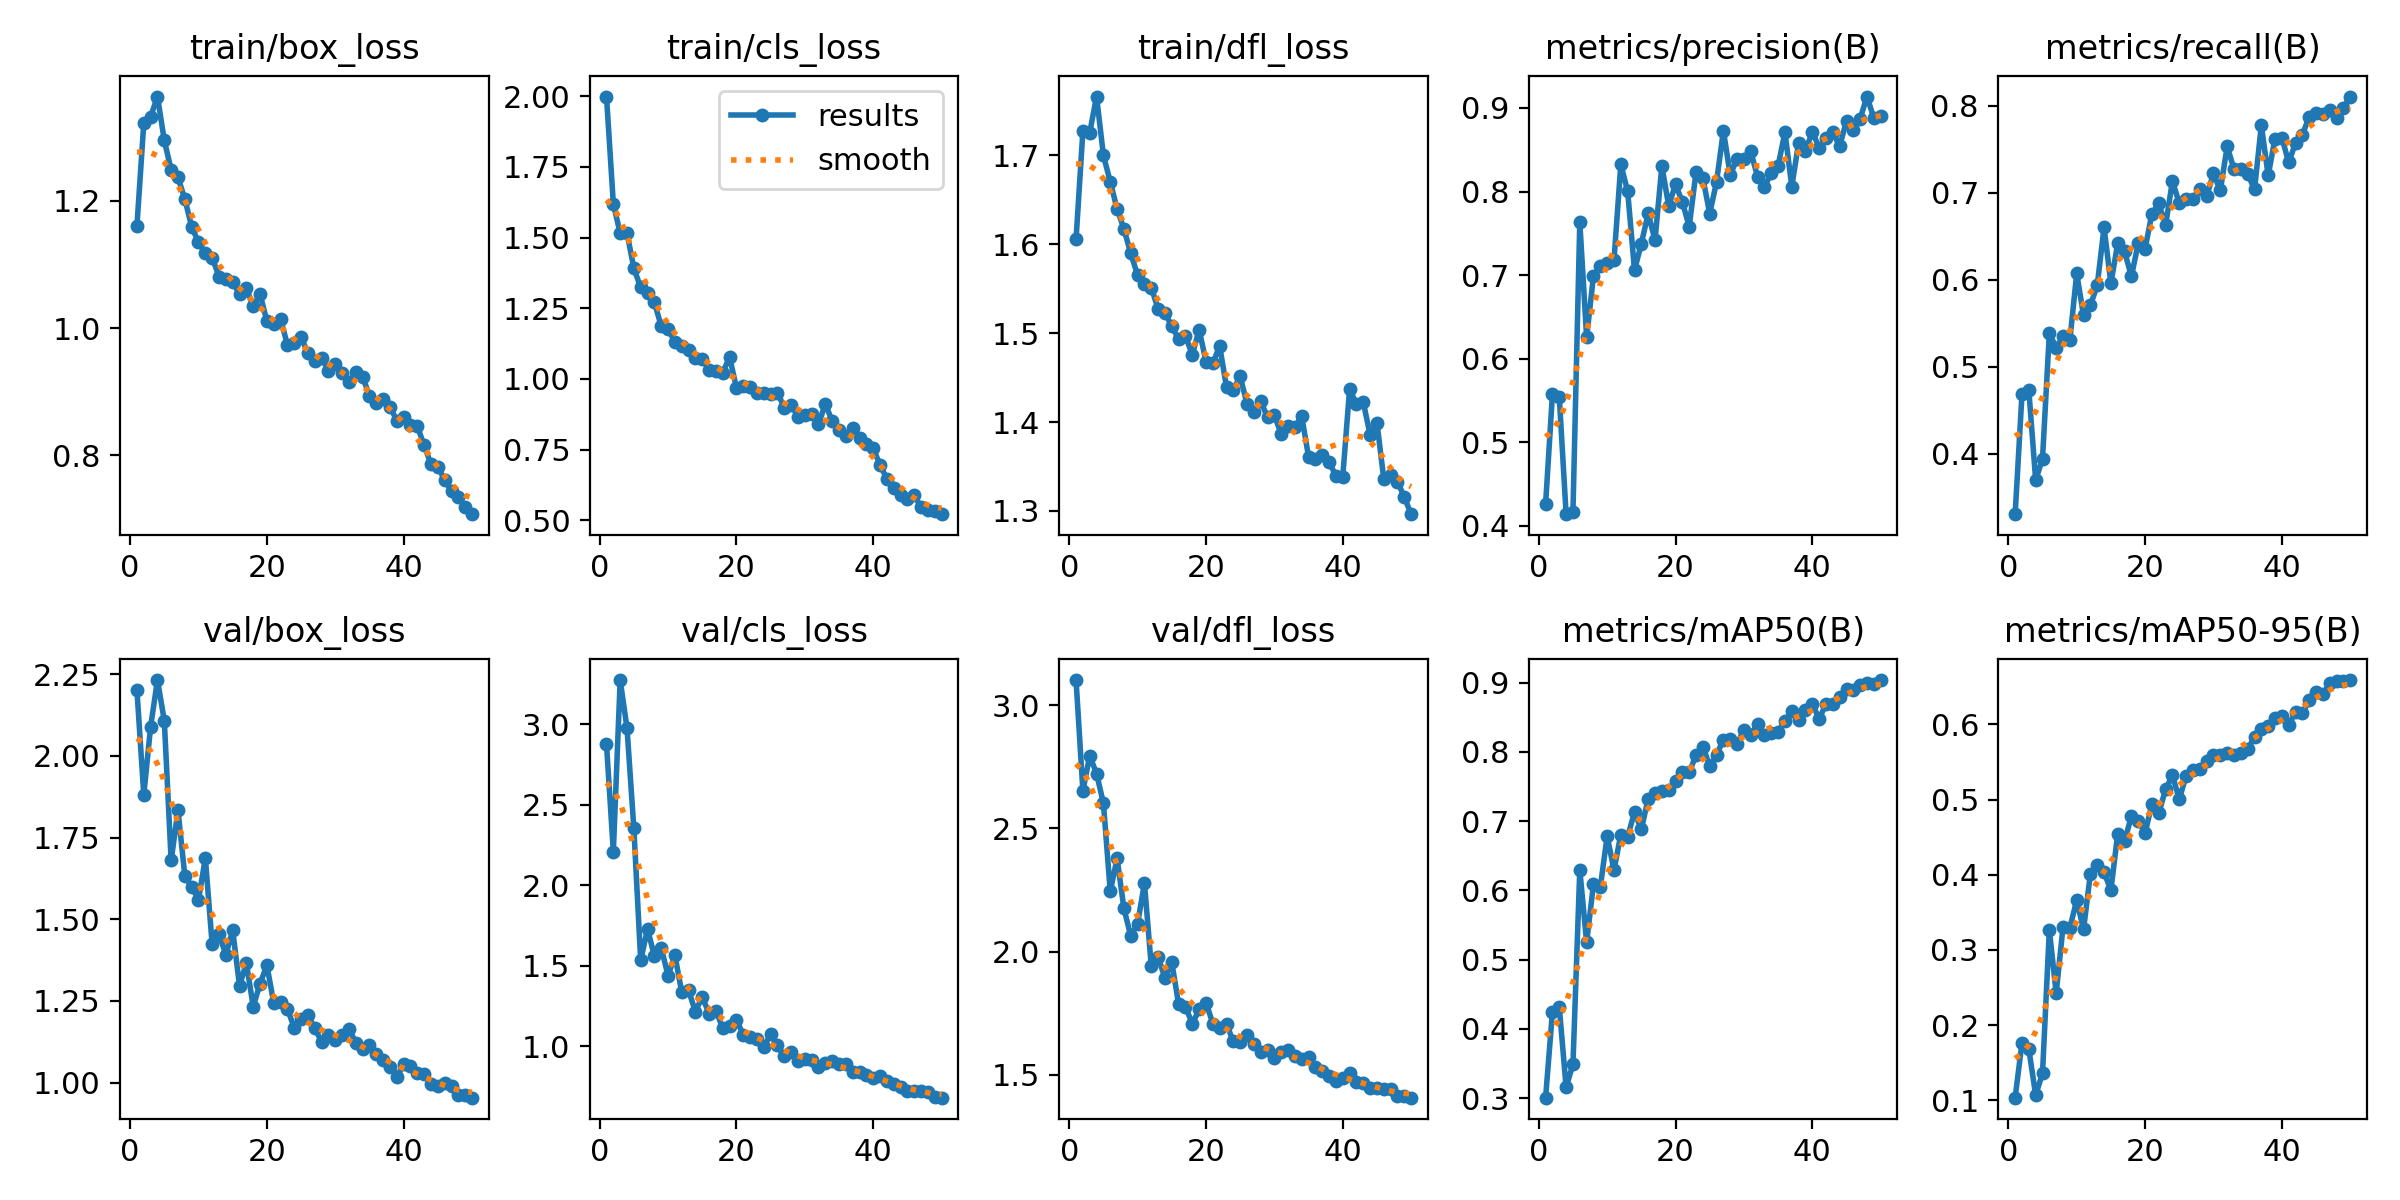 train/box_loss
1.2
1.0
0.8
0 20 40
train/cls_loss
results
smooth
2.00
1.75
1.50
1.25
1.00
0.75
0.50
0 20 40
train/dfl_loss
1.7
1.6
1.5
1.4
1.3
0 20 40
metrics/precision(B)
0.9
0.8
0.7
0.6
0.5
0.4
0 20 40
metrics/recall(B)
0.8
0.7
0.6
0.5
0.4
0 20 40
val/box_loss
2.25
2.00
1.75
1.50
1.25
1.00
0 20 40
val/cls_loss
3.0
2.5
2.0
1.5
1.0
0 20 40
val/dfl_loss
3.0
2.5
2.0
1.5
0 20 40
metrics/mAP50(B)
0.9
0.8
0.7
0.6
0.5
0.4
0.3
0 20 40
metrics/mAP50-95(B)
0.6
0.5
0.4
0.3
0.2
0.1
0 20 40